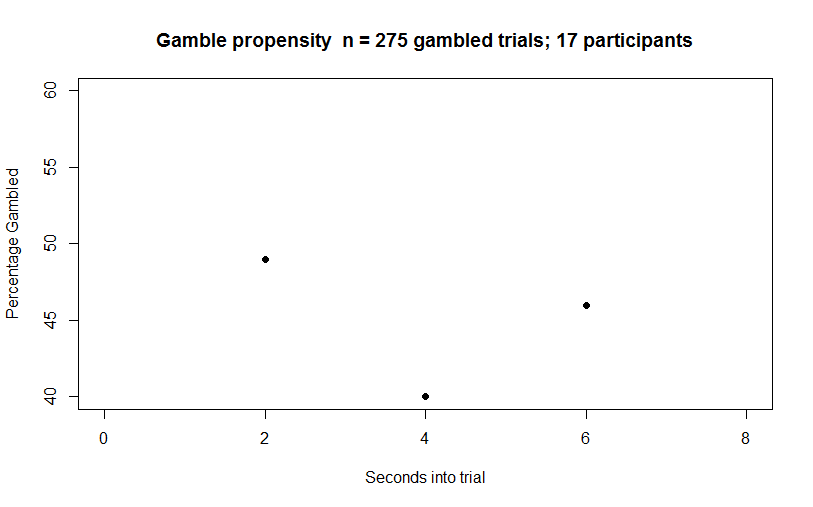 Gamble propensity  n = 275 gambled trials; 17 participants
Percentage Gambled
60
55
50
45
40
0 2 4 6 8
Seconds into trial